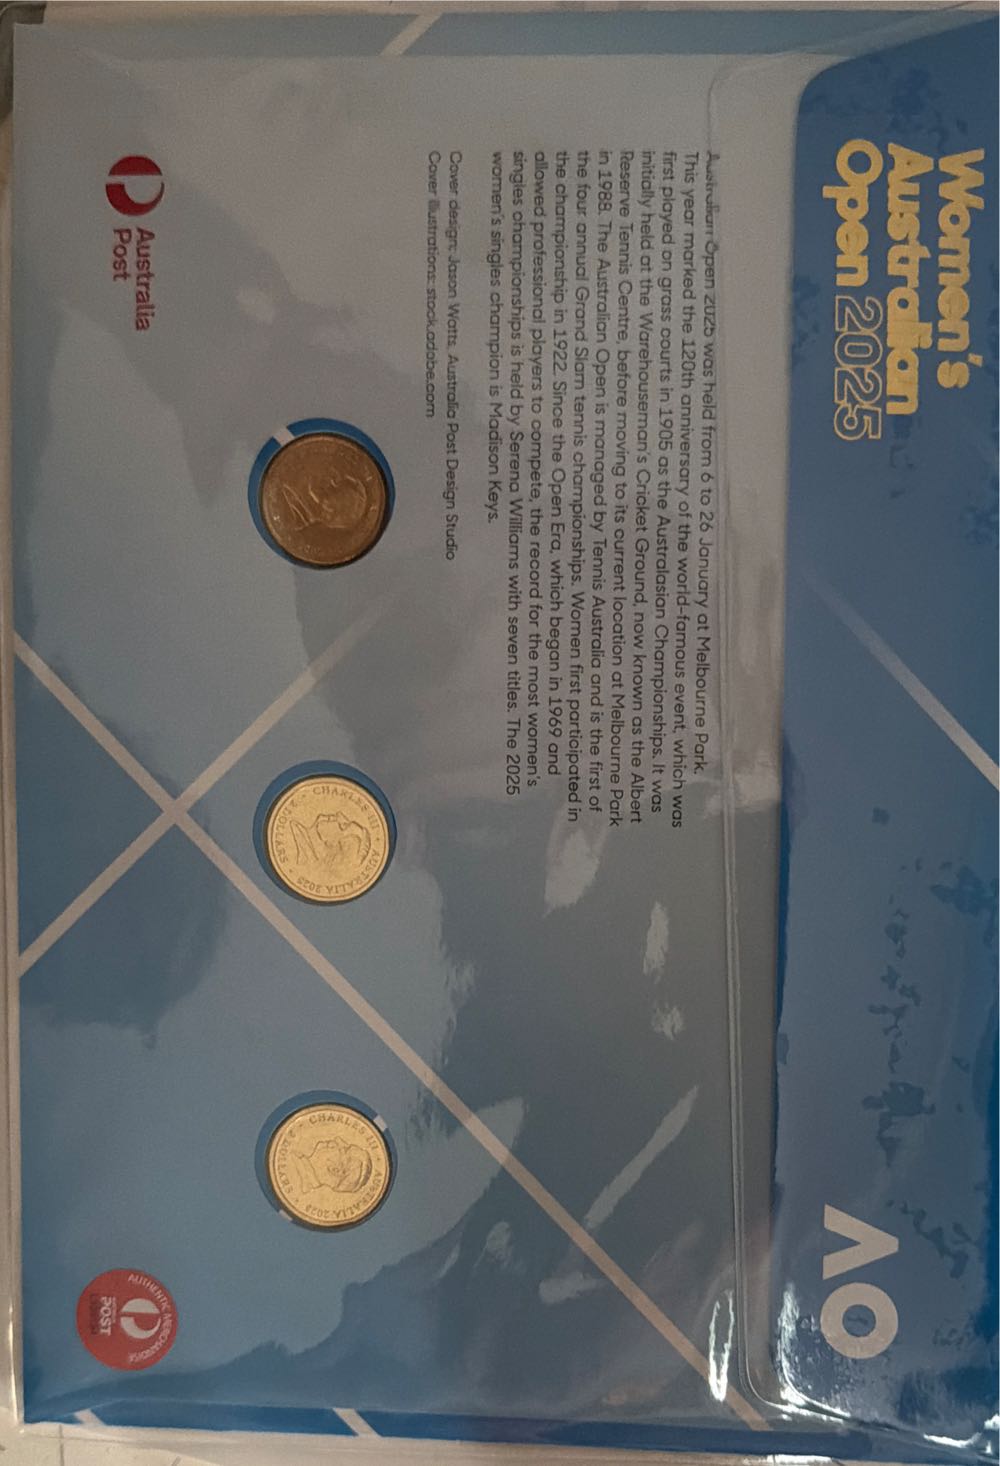 Women's
Australian
Open 2025
AO
Australian Open 2025 was held from 6 to 26 January at Melbourne Park.
This year marked the 120th anniversary of the world-famous event, which was
first played on grass courts in 1905 as the Australasian Championships. It was
initially held at the Warehouseman's Cricket Ground, now known as the Albert
Reserve Tennis Centre, before moving to its current location at Melbourne Park
in 1988. The Australian Open is managed by Tennis Australia and is the first of
the four annual Grand Slam tennis championships. Women first participated in
the championship in 1922. Since the Open Era, which began in 1969 and
allowed professional players to compete, the record for the most women's
singles championships is held by Serena Williams with seven titles. The 2025
women's singles champion is Madison Keys.
Cover design: Jason Watts, Australia Post Design Studio
Cover illustrations: stock.adobe.com
CHARLES III • AUSTRALIA 2025 • 2 DOLLARS
CHARLES III • AUSTRALIA 2025 • 2 DOLLARS
Australia
Post
AUTHENTIC MERCHANDISE
POST